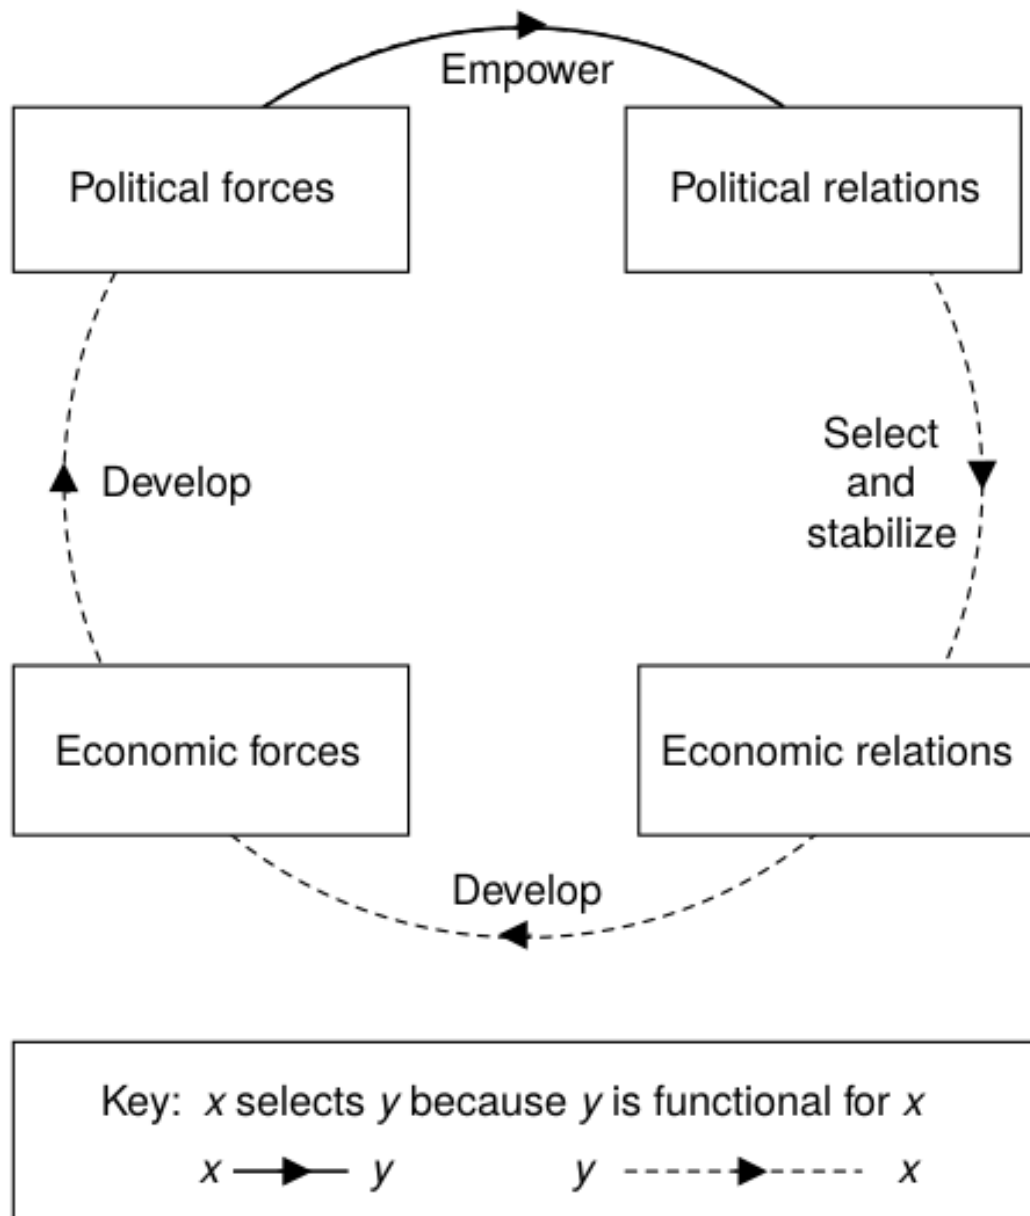 Empower
Political forces
Political relations
Develop
Select
and
stabilize
Economic forces
Economic relations
Develop
Key: x selects y because y is functional for x
x y y x